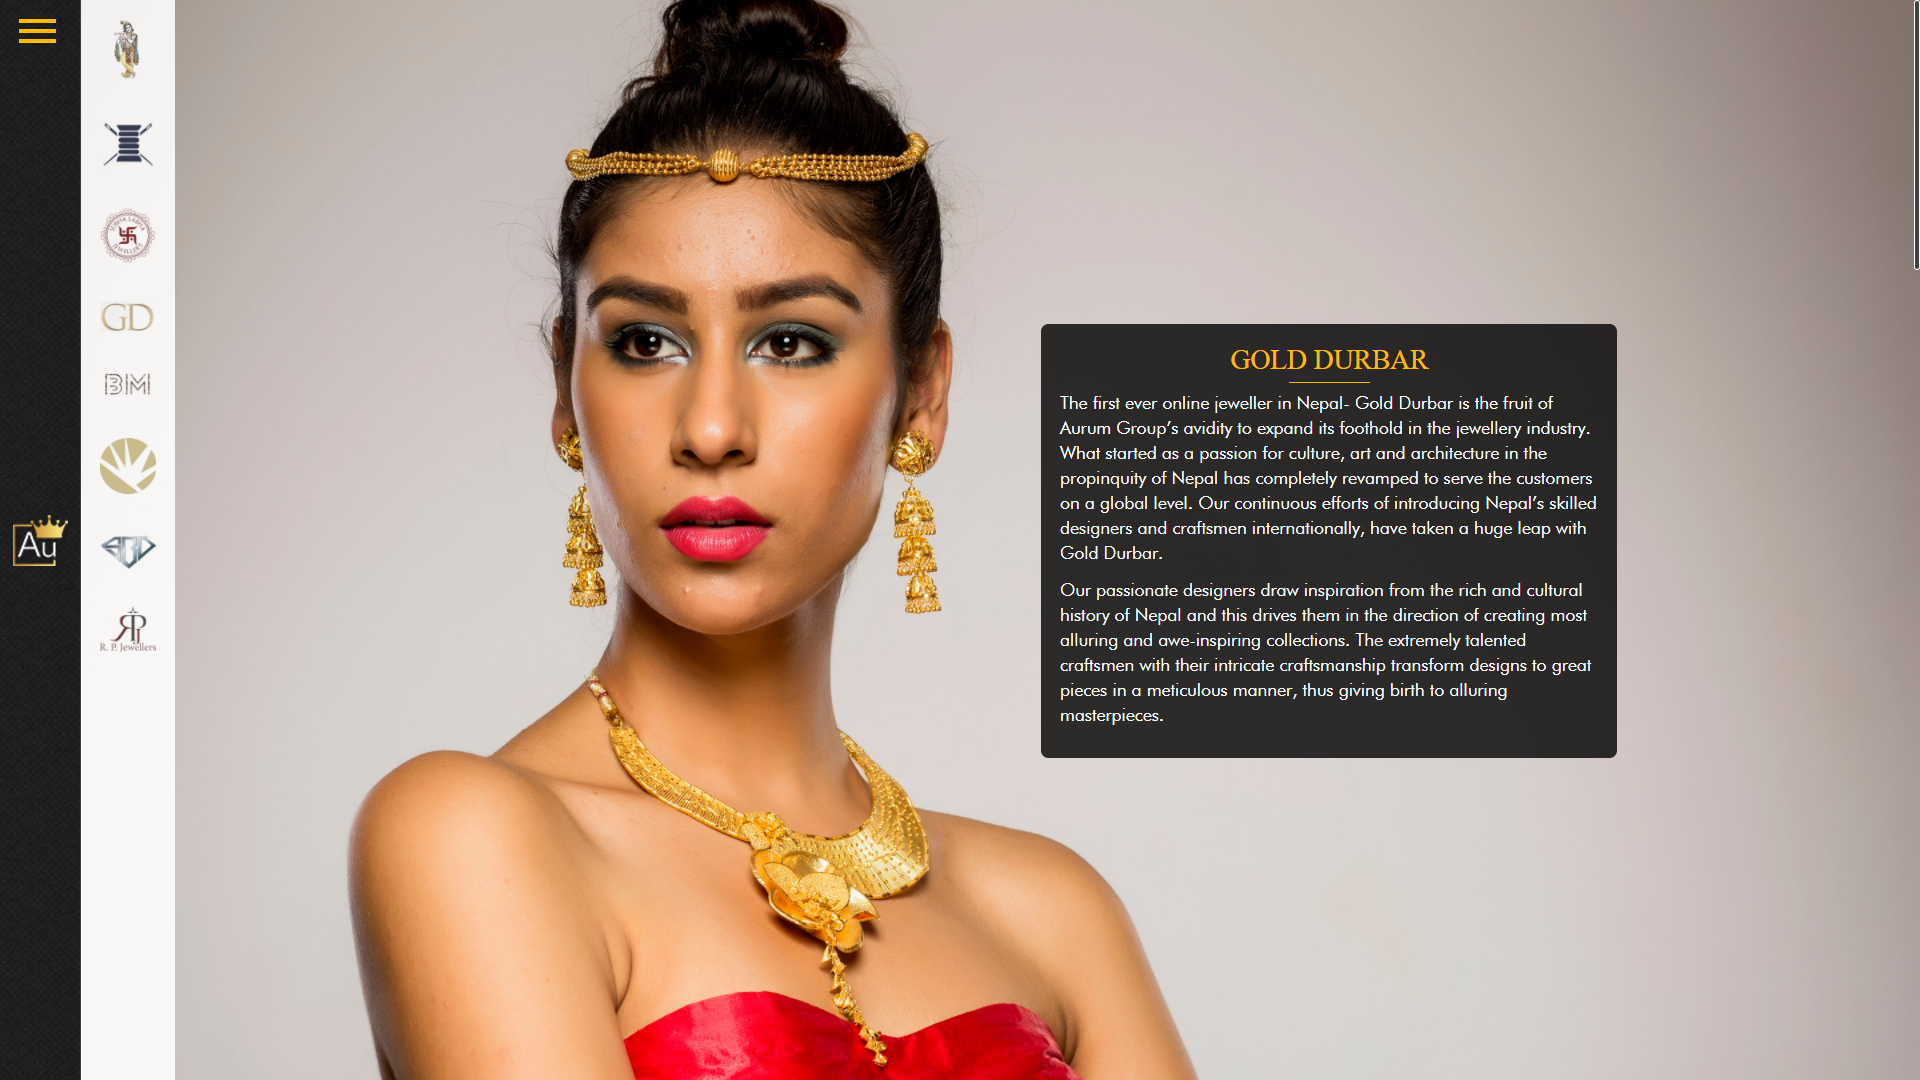 SUBHA LABHA
JEWELLERS
GD
BM
Au
SBD
RPJ
R. P. Jewellers
GOLD DURBAR
The first ever online jeweller in Nepal- Gold Durbar is the fruit of
Aurum Group’s avidity to expand its foothold in the jewellery industry.
What started as a passion for culture, art and architecture in the
propinquity of Nepal has completely revamped to serve the customers
on a global level. Our continuous efforts of introducing Nepal’s skilled
designers and craftsmen internationally, have taken a huge leap with
Gold Durbar.
Our passionate designers draw inspiration from the rich and cultural
history of Nepal and this drives them in the direction of creating most
alluring and awe-inspiring collections. The extremely talented
craftsmen with their intricate craftsmanship transform designs to great
pieces in a meticulous manner, thus giving birth to alluring
masterpieces.